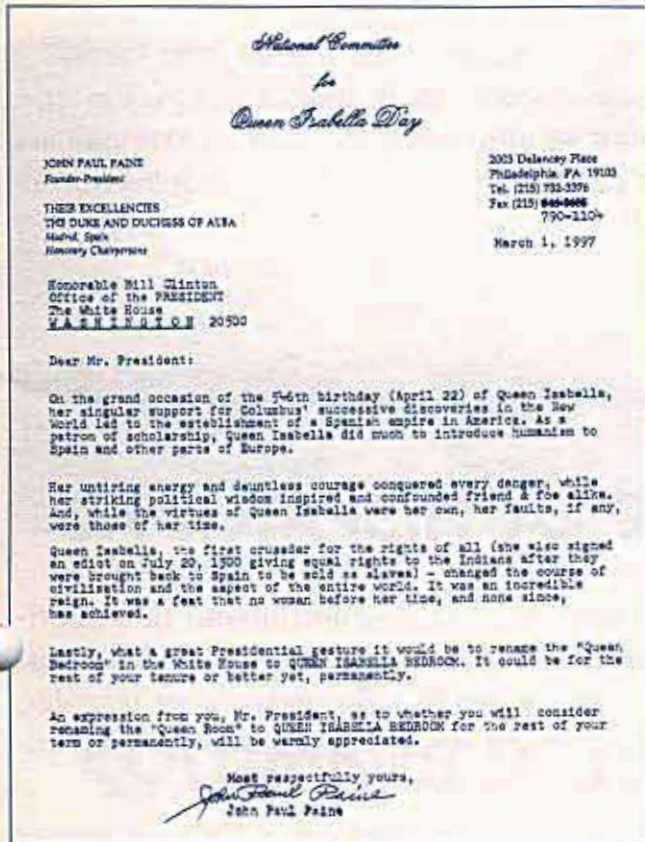 National Committee
for
Queen Isabella Day
JOHN PAUL PAINE
Founder-President
THEIR EXCELLENCIES
THE DUKE AND DUCHESS OF ALBA
Madrid, Spain
Honorary Chairpersons
2003 Delancey Place
Philadelphia, PA 19103
Tel. (215) 732-3376
Fax (215)
790-1104
March 1, 1997
Honorable Bill Clinton
Office of the PRESIDENT
The White House
WASHINGTON 20500
Dear Mr. President:
On the grand occasion of the 546th birthday (April 22) of Queen Isabella,
her singular support for Columbus' successive discoveries in the New
World led to the establishment of a Spanish empire in America. As a
patron of scholarship, Queen Isabella did much to introduce humanism to
Spain and other parts of Europe.
Her untiring energy and dauntless courage conquered every danger, while
her striking political wisdom inspired and confounded friend & foe alike.
And, while the virtues of Queen Isabella were her own, her faults, if any,
were those of her time.
Queen Isabella, the first crusader for the rights of all (she also signed
an edict on July 20, 1500 giving equal rights to the Indians after they
were brought back to Spain to be sold as slaves) - changed the course of
civilization and the aspect of the entire world. It was an incredible
reign. It was a feat that no woman before her time, and none since,
has achieved.
Lastly, what a great Presidential gesture it would be to rename the "Queen
Bedroom" in the White House to QUEEN ISABELLA BEDROOM. It could be for the
rest of your tenure or better yet, permanently.
An expression from you, Mr. President, as to whether you will consider
renaming the "Queen Room" to QUEEN ISABELLA BEDROOM for the rest of your
term or permanently, will be warmly appreciated.
Most respectfully yours,
John Paul Paine
John Paul Paine